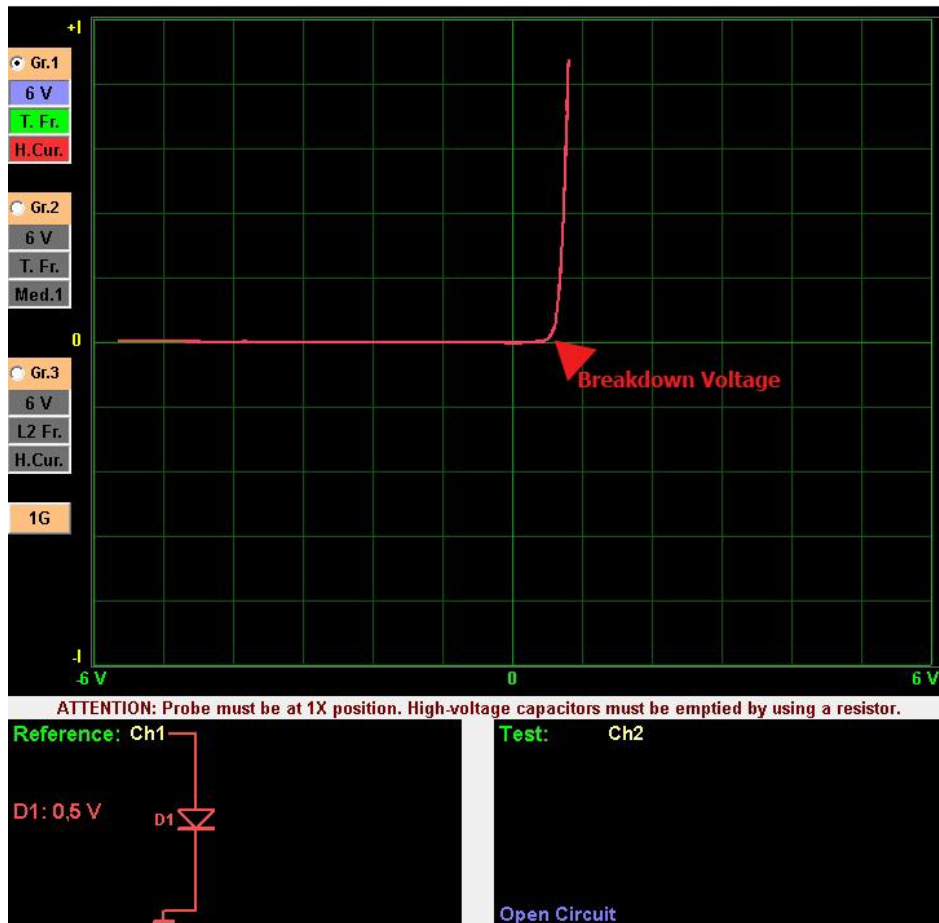 +I
Gr.1
6 V
T. Fr.
H.Cur.
Gr.2
6 V
T. Fr.
Med.1
0
Breakdown Voltage
Gr.3
6 V
L2 Fr.
H.Cur.
1G
-I
-6 V
0
6 V
ATTENTION: Probe must be at 1X position. High-voltage capacitors must be emptied by using a resistor.
Reference: Ch1
D1: 0,5 V
D1
Test: Ch2
Open Circuit